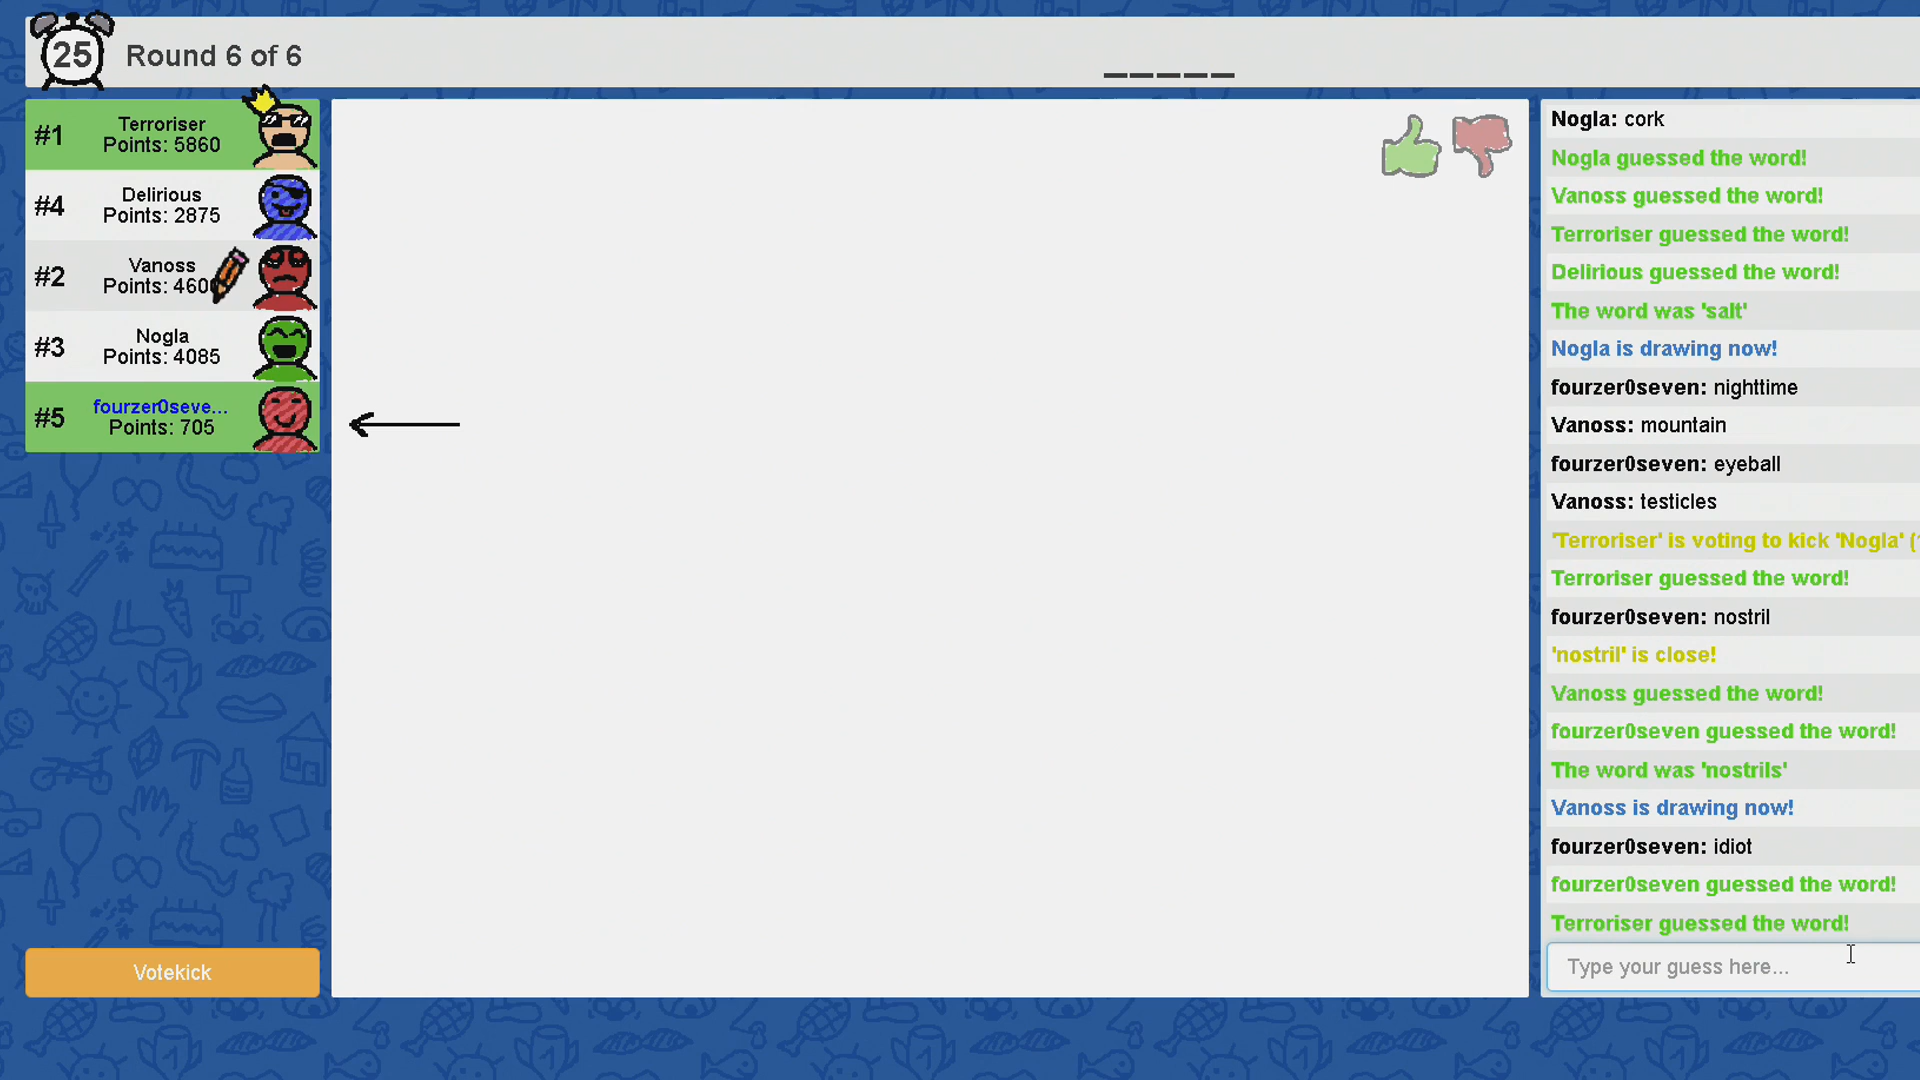 25
Round 6 of 6
_____
#1
Terroriser
Points: 5860
#4
Delirious
Points: 2875
#2
Vanoss
Points: 4600
#3
Nogla
Points: 4085
#5
fourzer0seve...
Points: 705
Votekick
Nogla: cork
Nogla guessed the word!
Vanoss guessed the word!
Terroriser guessed the word!
Delirious guessed the word!
The word was 'salt'
Nogla is drawing now!
fourzer0seven: nighttime
Vanoss: mountain
fourzer0seven: eyeball
Vanoss: testicles
'Terroriser' is voting to kick 'Nogla' (
Terroriser guessed the word!
fourzer0seven: nostril
'nostril' is close!
Vanoss guessed the word!
fourzer0seven guessed the word!
The word was 'nostrils'
Vanoss is drawing now!
fourzer0seven: idiot
fourzer0seven guessed the word!
Terroriser guessed the word!
Type your guess here...